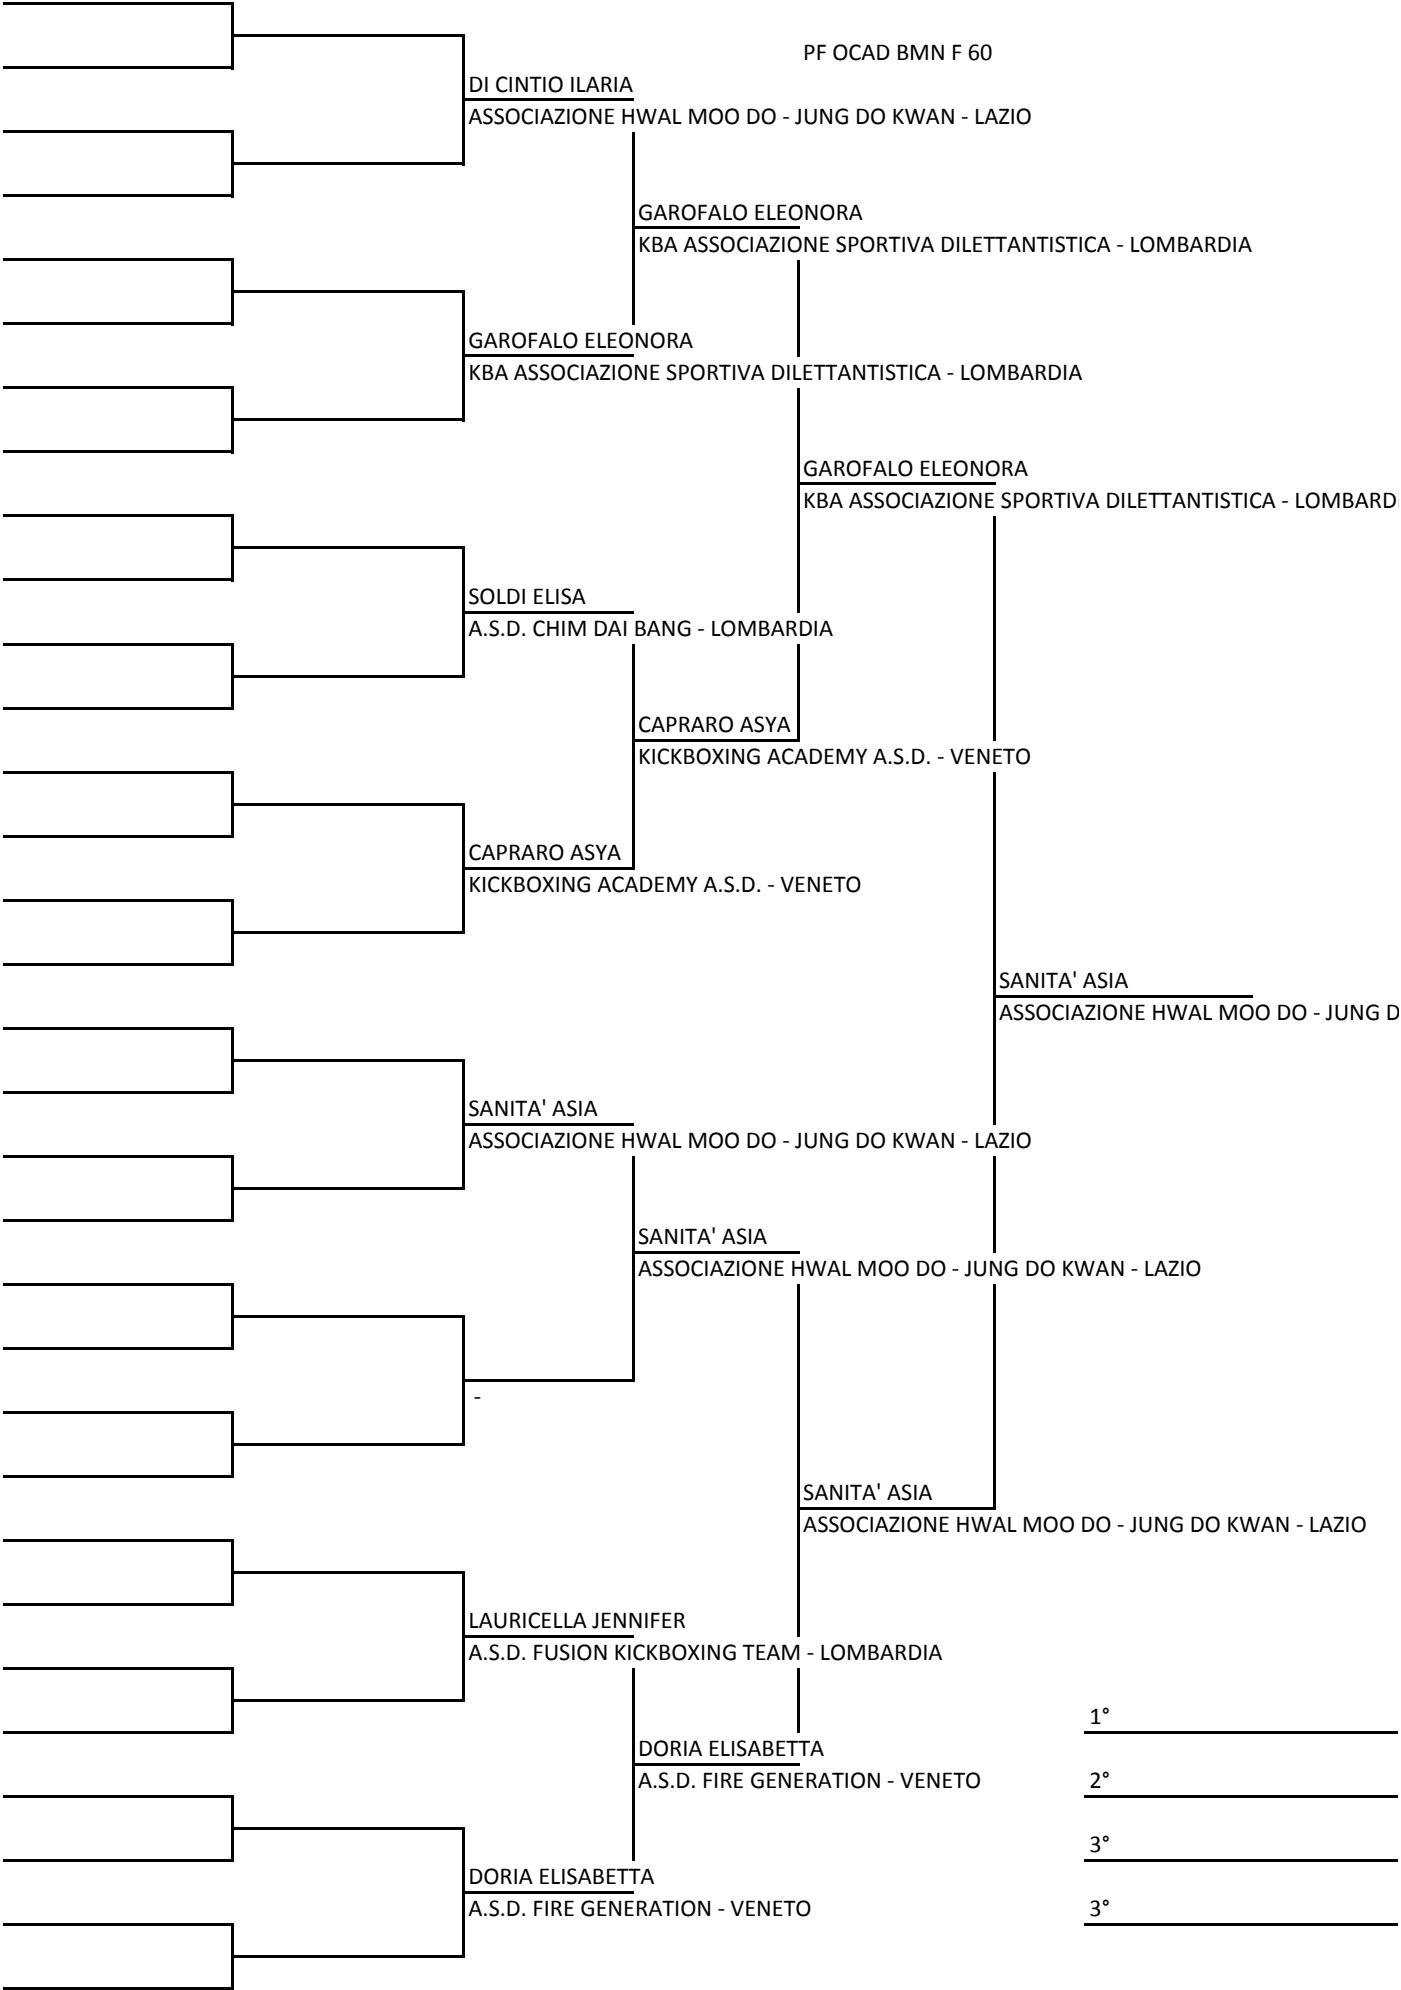 PF OCAD BMN F 60
DI CINTIO ILARIA
ASSOCIAZIONE HWAL MOO DO - JUNG DO KWAN - LAZIO
GAROFALO ELEONORA
KBA ASSOCIAZIONE SPORTIVA DILETTANTISTICA - LOMBARDIA
GAROFALO ELEONORA
KBA ASSOCIAZIONE SPORTIVA DILETTANTISTICA - LOMBARDIA
GAROFALO ELEONORA
KBA ASSOCIAZIONE SPORTIVA DILETTANTISTICA - LOMBARDI
SOLDI ELISA
A.S.D. CHIM DAI BANG - LOMBARDIA
CAPRARO ASYA
KICKBOXING ACADEMY A.S.D. - VENETO
CAPRARO ASYA
KICKBOXING ACADEMY A.S.D. - VENETO
SANITA' ASIA
ASSOCIAZIONE HWAL MOO DO - JUNG D
SANITA' ASIA
ASSOCIAZIONE HWAL MOO DO - JUNG DO KWAN - LAZIO
SANITA' ASIA
ASSOCIAZIONE HWAL MOO DO - JUNG DO KWAN - LAZIO
-
SANITA' ASIA
ASSOCIAZIONE HWAL MOO DO - JUNG DO KWAN - LAZIO
LAURICELLA JENNIFER
A.S.D. FUSION KICKBOXING TEAM - LOMBARDIA
1°
DORIA ELISABETTA
A.S.D. FIRE GENERATION - VENETO
2°
3°
DORIA ELISABETTA
A.S.D. FIRE GENERATION - VENETO
3°